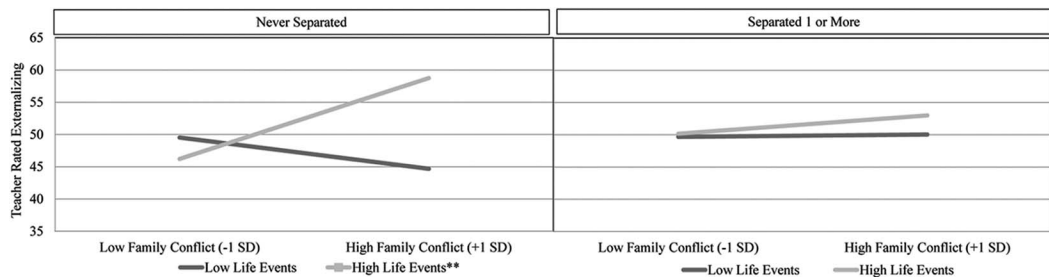 Never Separated
Separated 1 or More
Teacher Rated Externalizing
65
60
55
50
45
40
35
Low Family Conflict (-1 SD)
High Family Conflict (+1 SD)
Low Family Conflict (-1 SD)
High Family Conflict (+1 SD)
Low Life Events
High Life Events**
Low Life Events
High Life Events